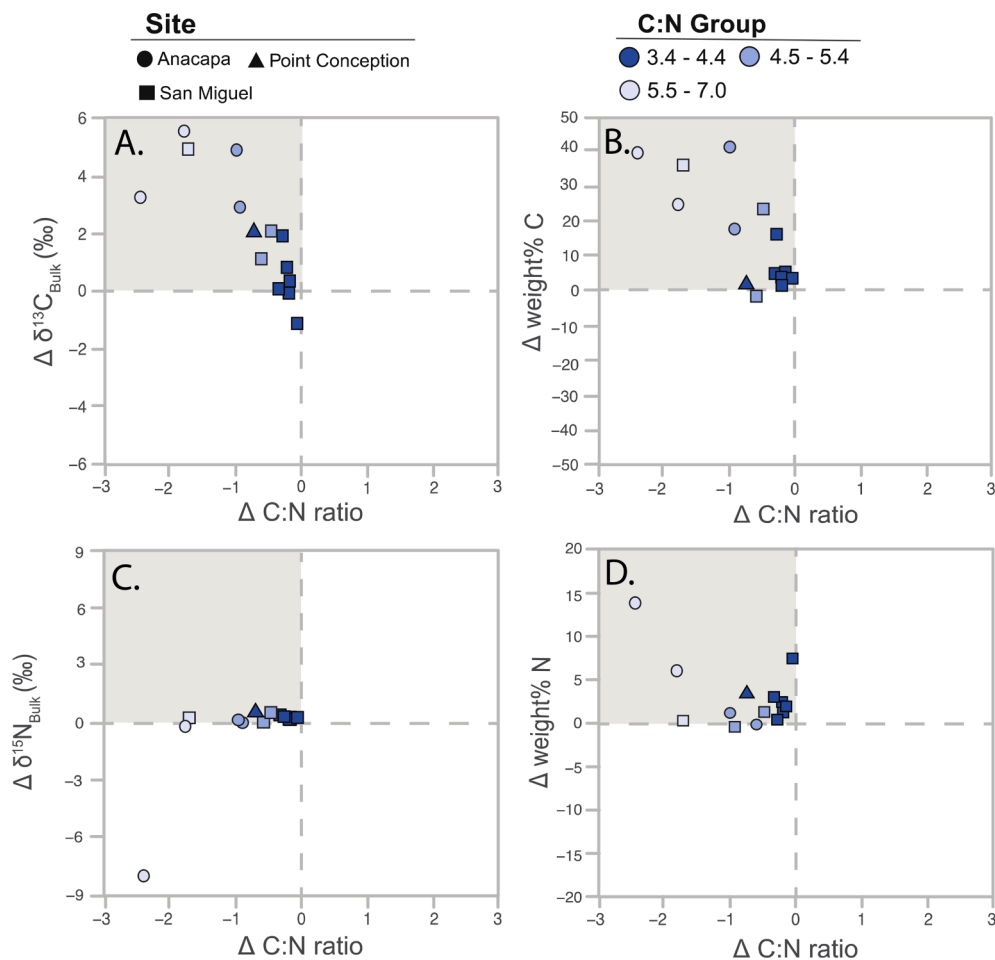 Site
Anacapa Point Conception
San Miguel
C:N Group
3.4 - 4.4 4.5 - 5.4
5.5 - 7.0
A.
6
4
2
0
−2
−4
−6
−3 −2 −1 0 1 2 3
Δ δ¹³C_Bulk (‰)
Δ C:N ratio
B.
50
40
30
20
10
0
−10
−20
−30
−40
−50
−3 −2 −1 0 1 2 3
Δ weight% C
Δ C:N ratio
C.
9
6
3
0
−3
−6
−9
−3 −2 −1 0 1 2 3
Δ δ¹⁵N_Bulk (‰)
Δ C:N ratio
D.
20
15
10
5
0
−5
−10
−15
−20
−3 −2 −1 0 1 2 3
Δ weight% N
Δ C:N ratio